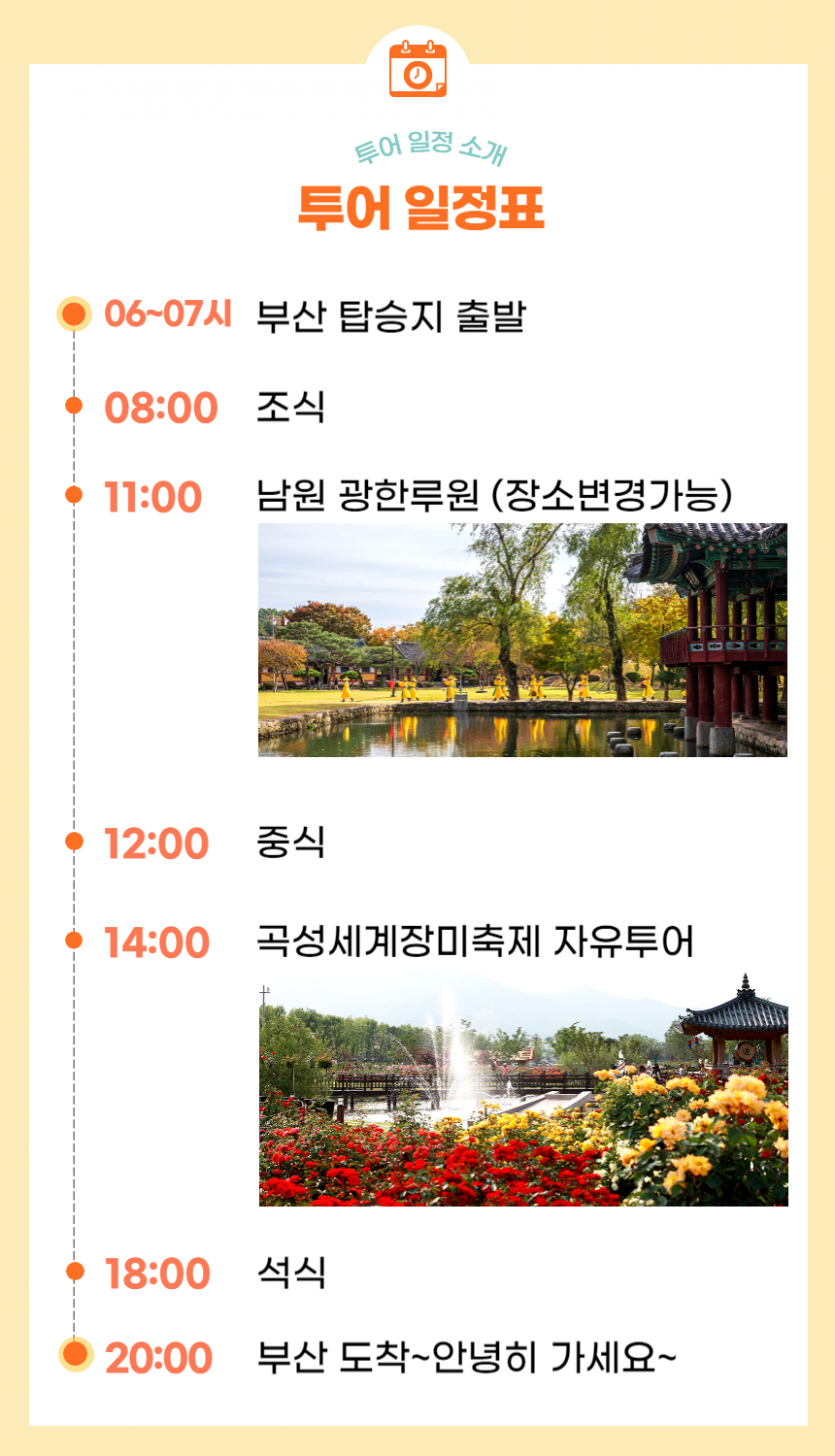 투어 일정 소개
투어 일정표
06~07시 부산 탑승지 출발
08:00 조식
11:00 남원 광한루원 (장소변경가능)
12:00 중식
14:00 곡성세계장미축제 자유투어
18:00 석식
20:00 부산 도착~안녕히 가세요~